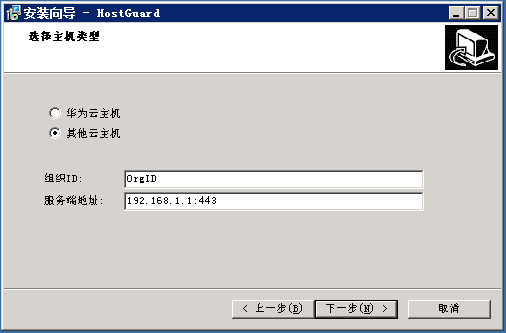 安装向导 - HostGuard
选择主机类型
华为云主机
其他云主机
组织ID: OrgID
服务端地址: 192.168.1.1:443
< 上一步(B) 下一步(N) > 取消